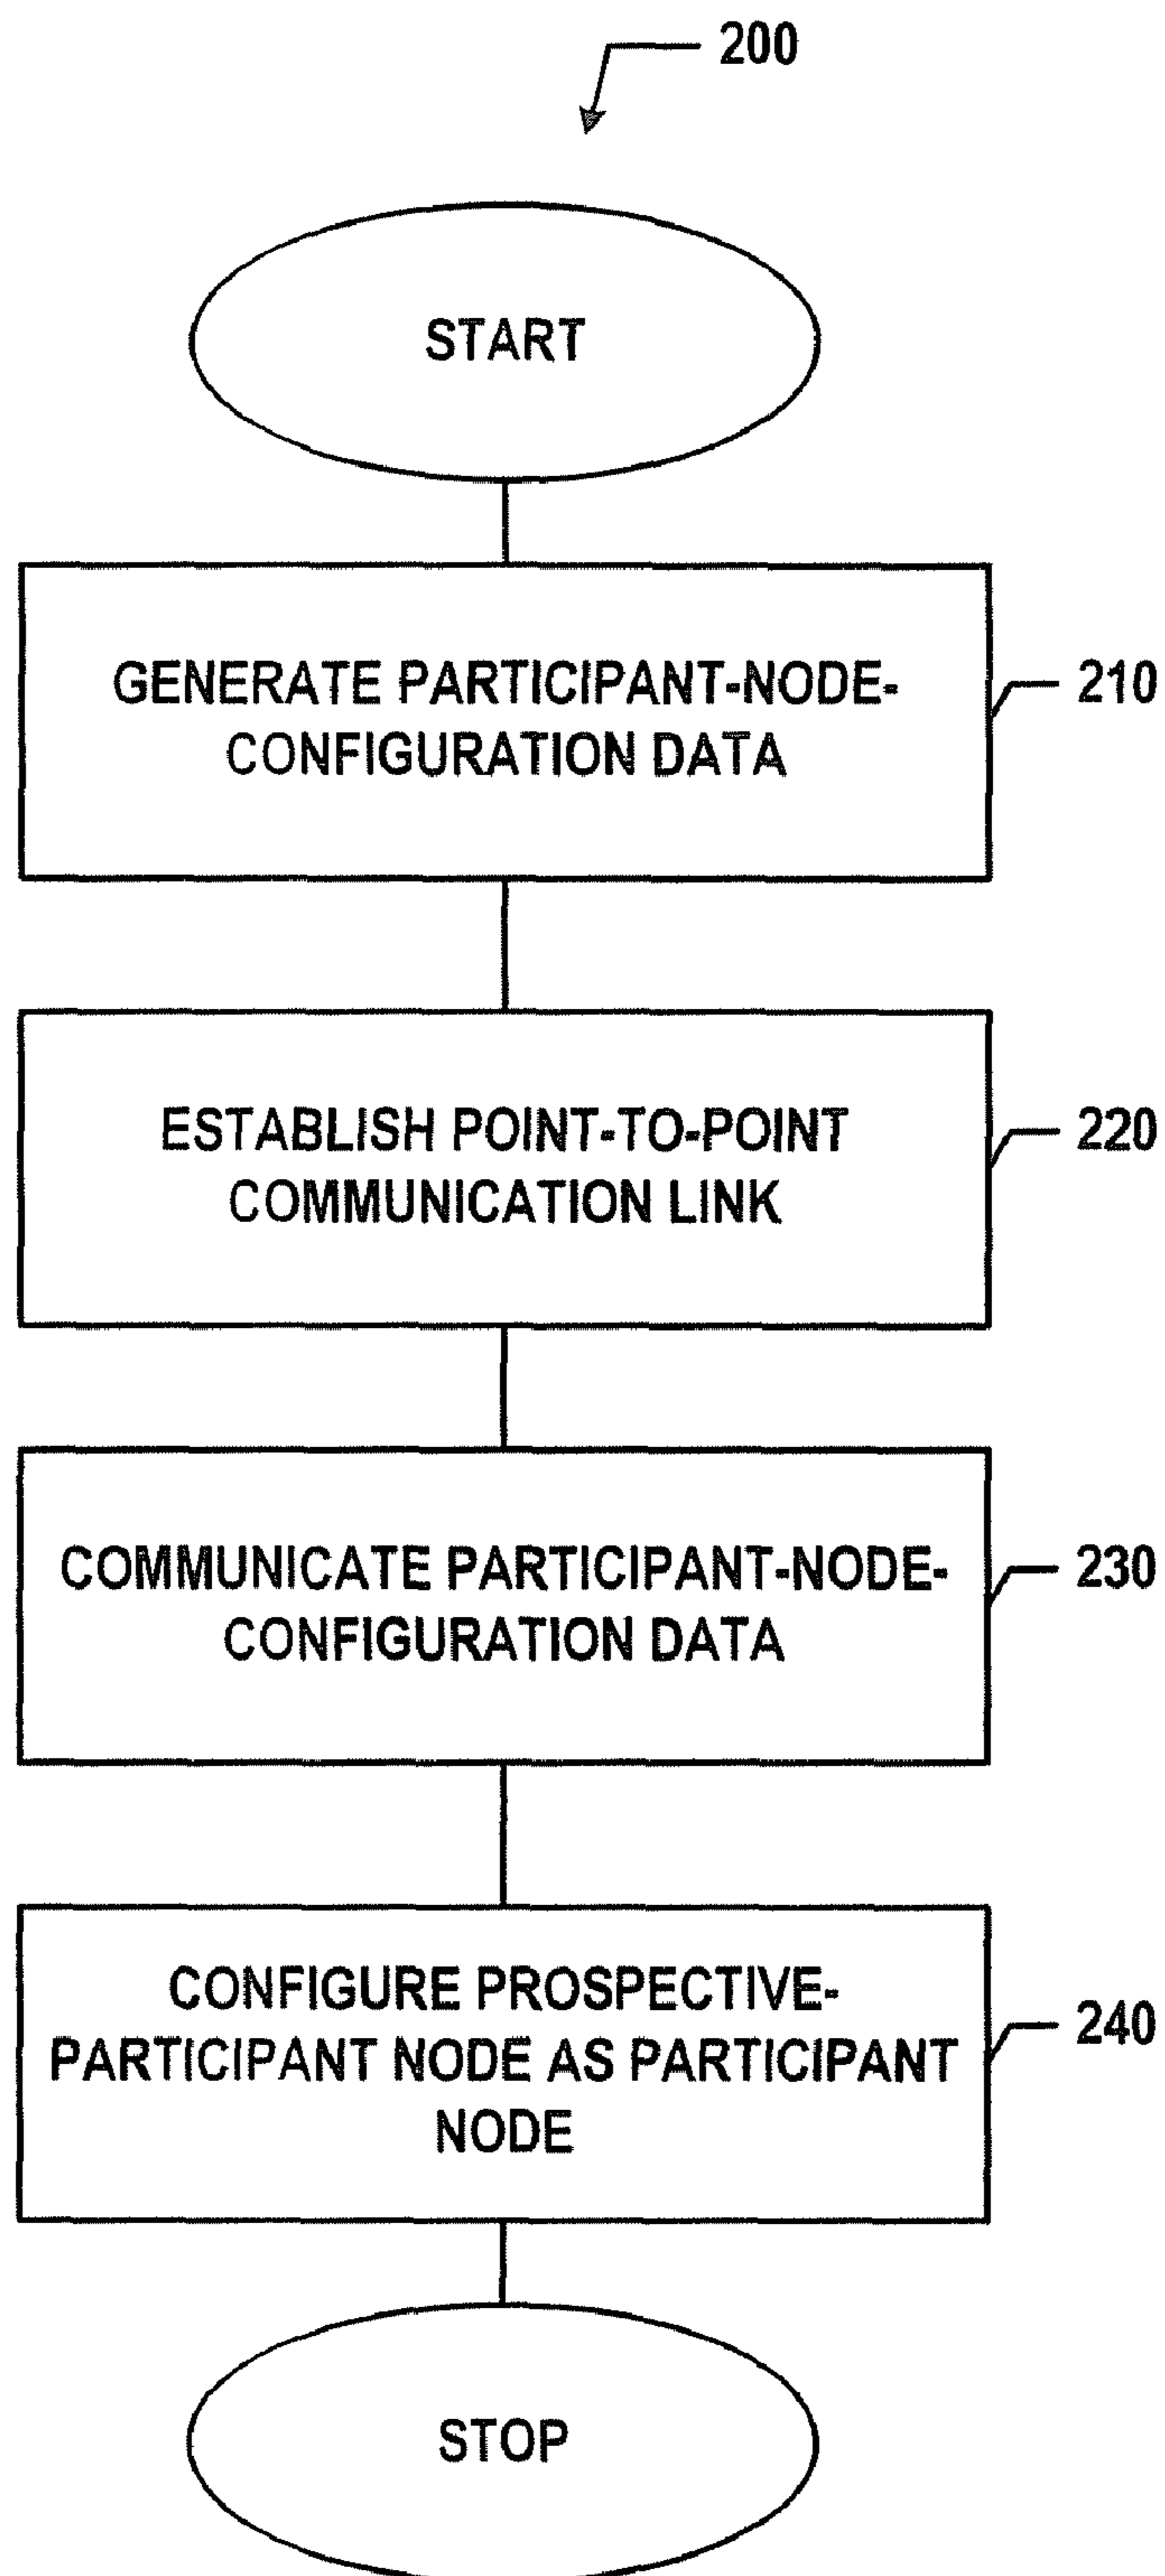 200
START
GENERATE PARTICIPANT-NODE-
CONFIGURATION DATA
210
ESTABLISH POINT-TO-POINT
COMMUNICATION LINK
220
COMMUNICATE PARTICIPANT-NODE-
CONFIGURATION DATA
230
CONFIGURE PROSPECTIVE-
PARTICIPANT NODE AS PARTICIPANT
NODE
240
STOP